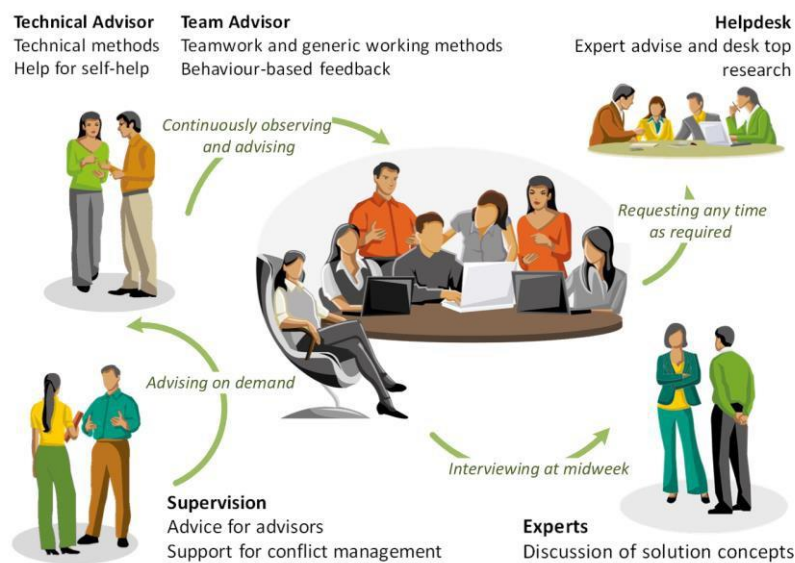 Technical Advisor
Technical methods
Help for self-help
Team Advisor
Teamwork and generic working methods
Behaviour-based feedback
Helpdesk
Expert advise and desk top
research
Continuously observing
and advising
Requesting any time
as required
Advising on demand
Interviewing at midweek
Supervision
Advice for advisors
Support for conflict management
Experts
Discussion of solution concepts